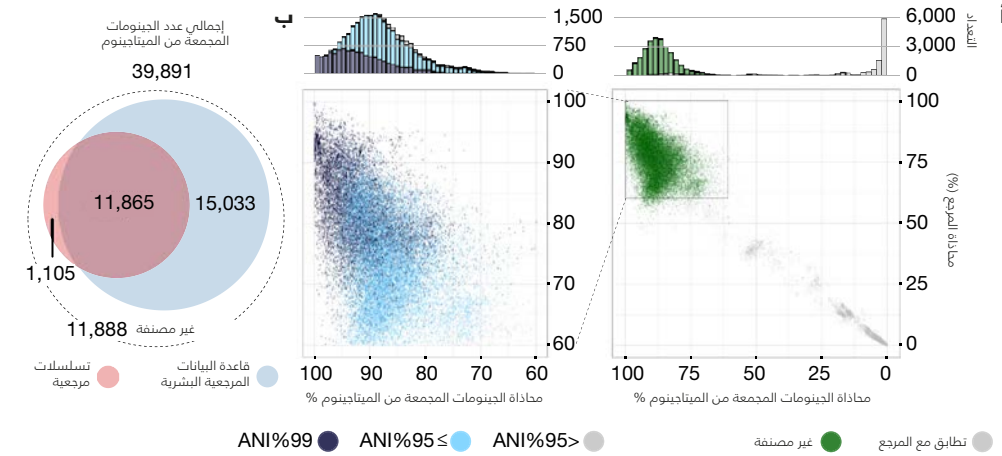 6,000
3,000
0
التعداد
100
75
50
25
0
محاذاة المرجع (%)
100
75
50
25
0
محاذاة الجينومات المجمعة من الميتاجينوم %
تطابق مع المرجع
غير مصنفة
ب
1,500
750
0
100
90
80
70
60
100
90
80
70
60
محاذاة الجينومات المجمعة من الميتاجينوم %
ANI%95>
ANI%95≥
ANI%99
إجمالي عدد الجينومات
المجمعة من الميتاجينوم
39,891
11,865
15,033
1,105
غير مصنفة 11,888
قاعدة البيانات
المرجعية البشرية
تسلسلات
مرجعية